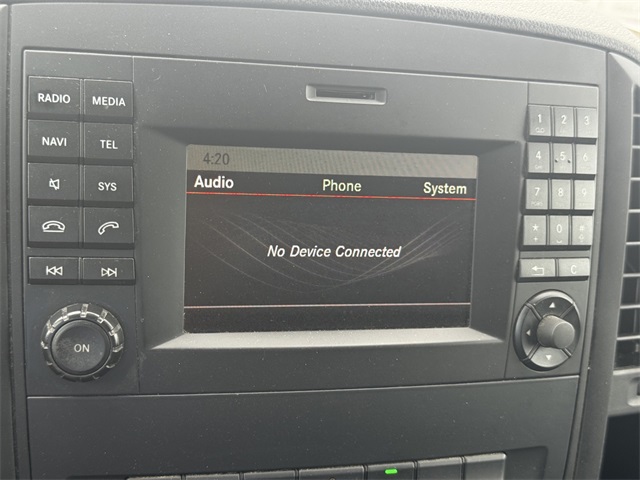 RADIO MEDIA
NAVI TEL
SYS
ON
4:20
Audio Phone System
No Device Connected
1 2 3
4 5 6
7 8 9
* 0 #
C